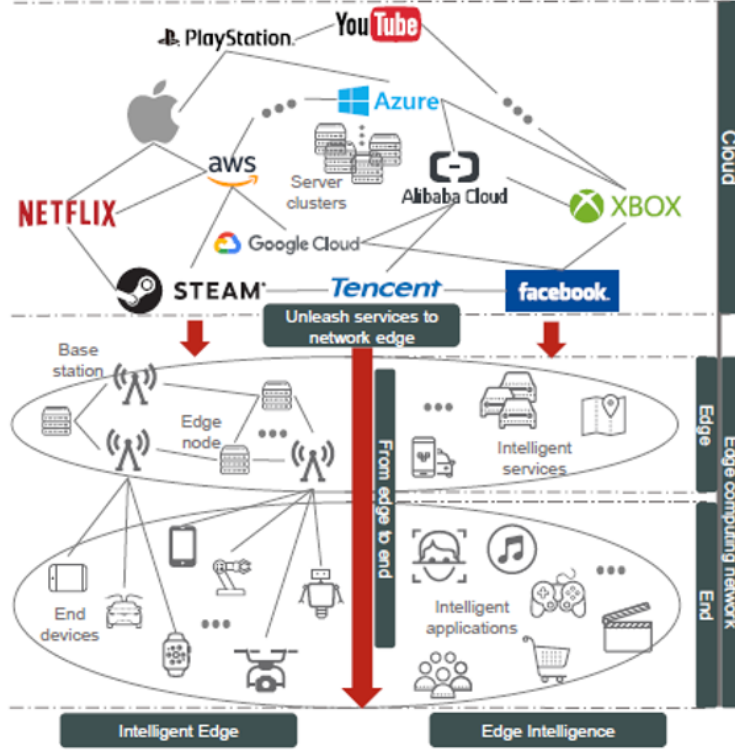 PlayStation.
YouTube
Azure
aws
Server
clusters
Alibaba Cloud
NETFLIX
XBOX
Google Cloud
STEAM
Tencent
facebook.
Cloud
Unleash services to
network edge
Base
station
Edge
node
Intelligent
services
Edge
From edge to end
Edge computing network
End
devices
Intelligent
applications
End
Intelligent Edge
Edge Intelligence